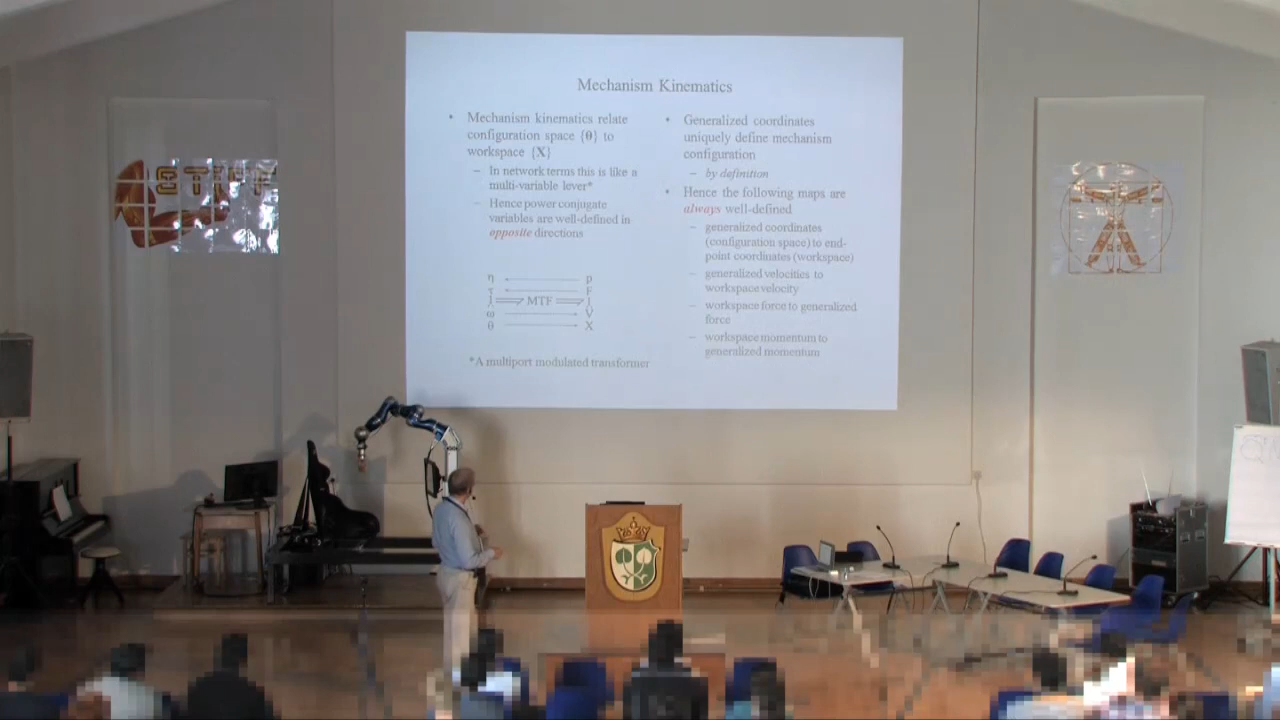 Mechanism Kinematics
• Mechanism kinematics relate
configuration space {θ} to
workspace {X}
– In network terms this is like a
multi-variable lever*
– Hence power conjugate
variables are well-defined in
opposite directions
η p
τ F
MTF
ω V
θ X
*A multiport modulated transformer
• Generalized coordinates
uniquely define mechanism
configuration
– by definition
• Hence the following maps are
always well-defined
– generalized coordinates
(configuration space) to end-
point coordinates (workspace)
– generalized velocities to
workspace velocity
– workspace force to generalized
force
– workspace momentum to
generalized momentum
STIFF